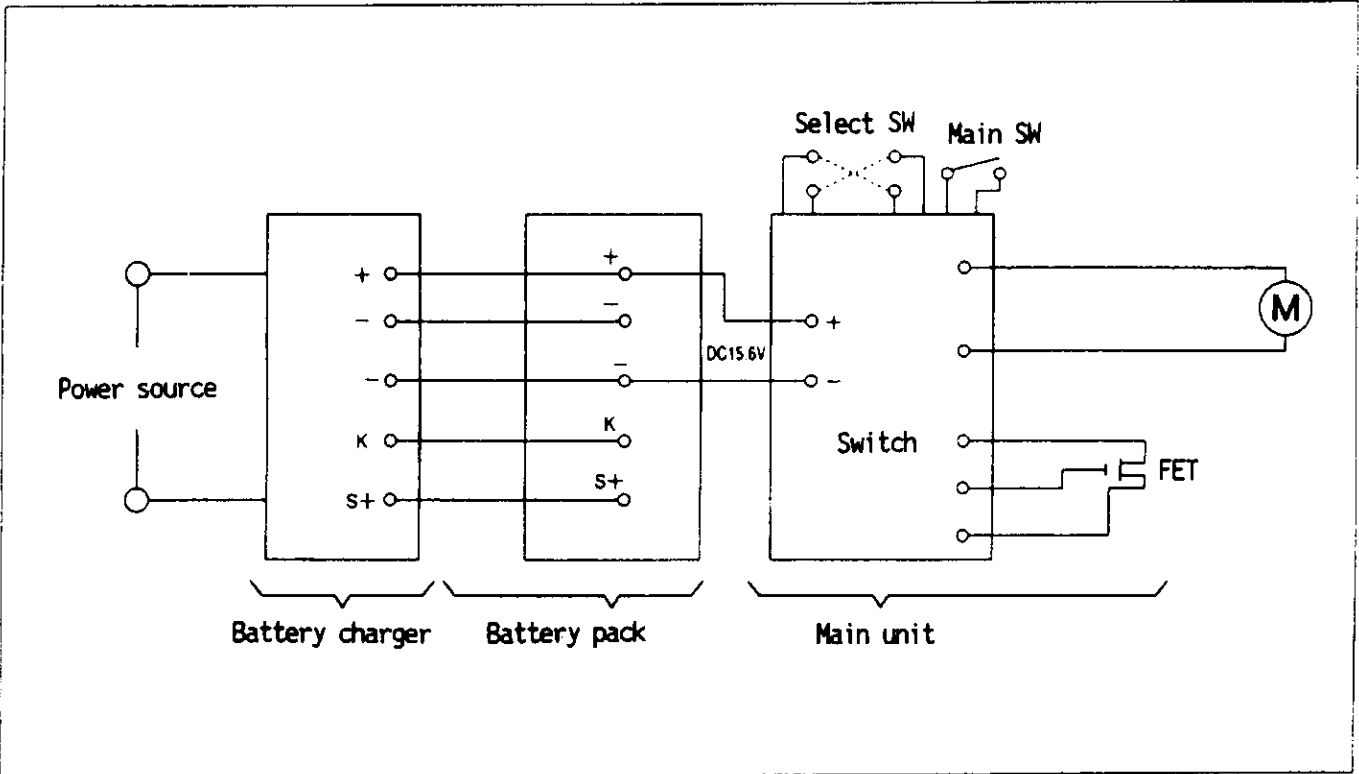 Select SW
Main SW
+
+
−
−
+
M
DC15.6V
−
−
−
Power source
K
K
Switch
FET
S+
S+
Battery charger
Battery pack
Main unit